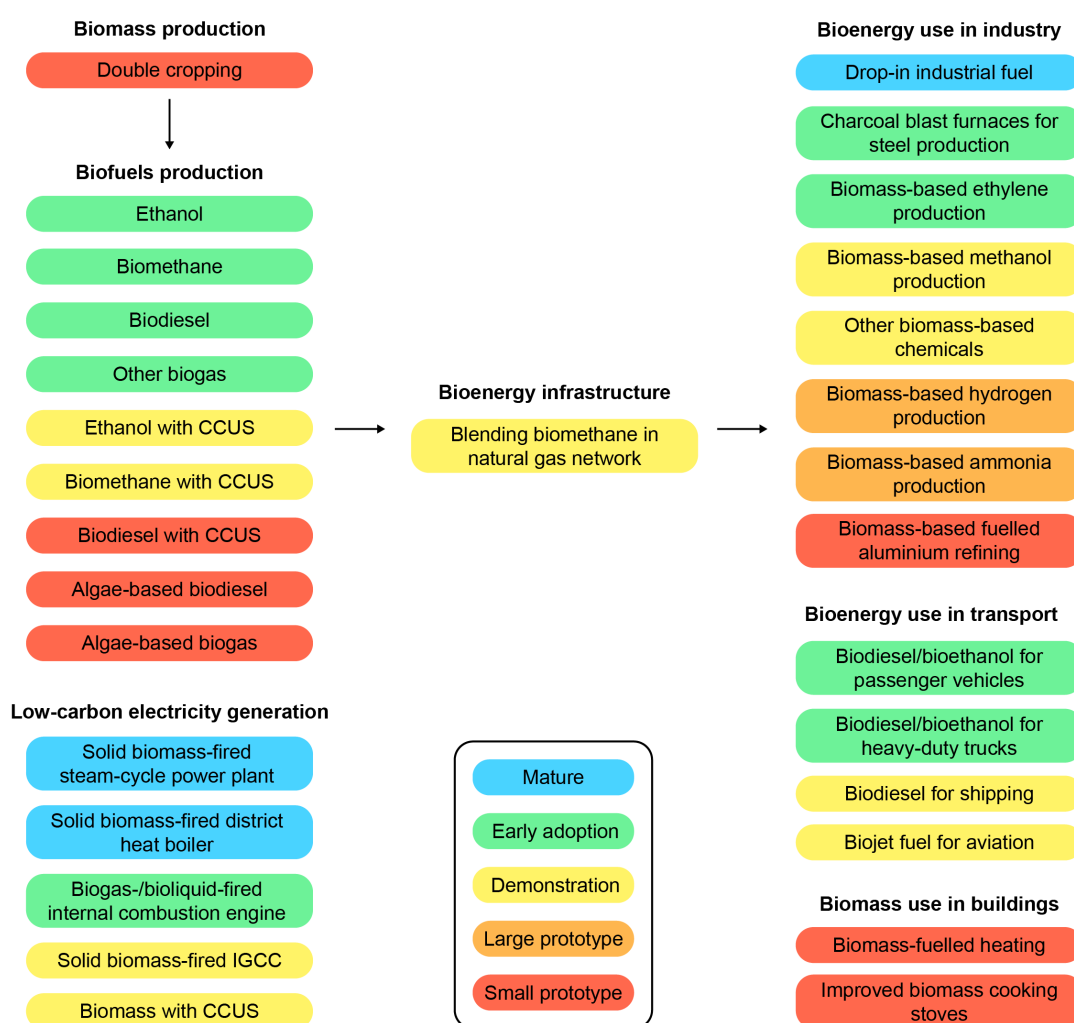 Biomass production
Double cropping
Biofuels production
Ethanol
Biomethane
Biodiesel
Other biogas
Ethanol with CCUS
Biomethane with CCUS
Biodiesel with CCUS
Algae-based biodiesel
Algae-based biogas
Low-carbon electricity generation
Solid biomass-fired
steam-cycle power plant
Solid biomass-fired district
heat boiler
Biogas-/bioliquid-fired
internal combustion engine
Solid biomass-fired IGCC
Biomass with CCUS
Bioenergy infrastructure
Blending biomethane in
natural gas network
Mature
Early adoption
Demonstration
Large prototype
Small prototype
Bioenergy use in industry
Drop-in industrial fuel
Charcoal blast furnaces for
steel production
Biomass-based ethylene
production
Biomass-based methanol
production
Other biomass-based
chemicals
Biomass-based hydrogen
production
Biomass-based ammonia
production
Biomass-based fuelled
aluminium refining
Bioenergy use in transport
Biodiesel/bioethanol for
passenger vehicles
Biodiesel/bioethanol for
heavy-duty trucks
Biodiesel for shipping
Biojet fuel for aviation
Biomass use in buildings
Biomass-fuelled heating
Improved biomass cooking
stoves